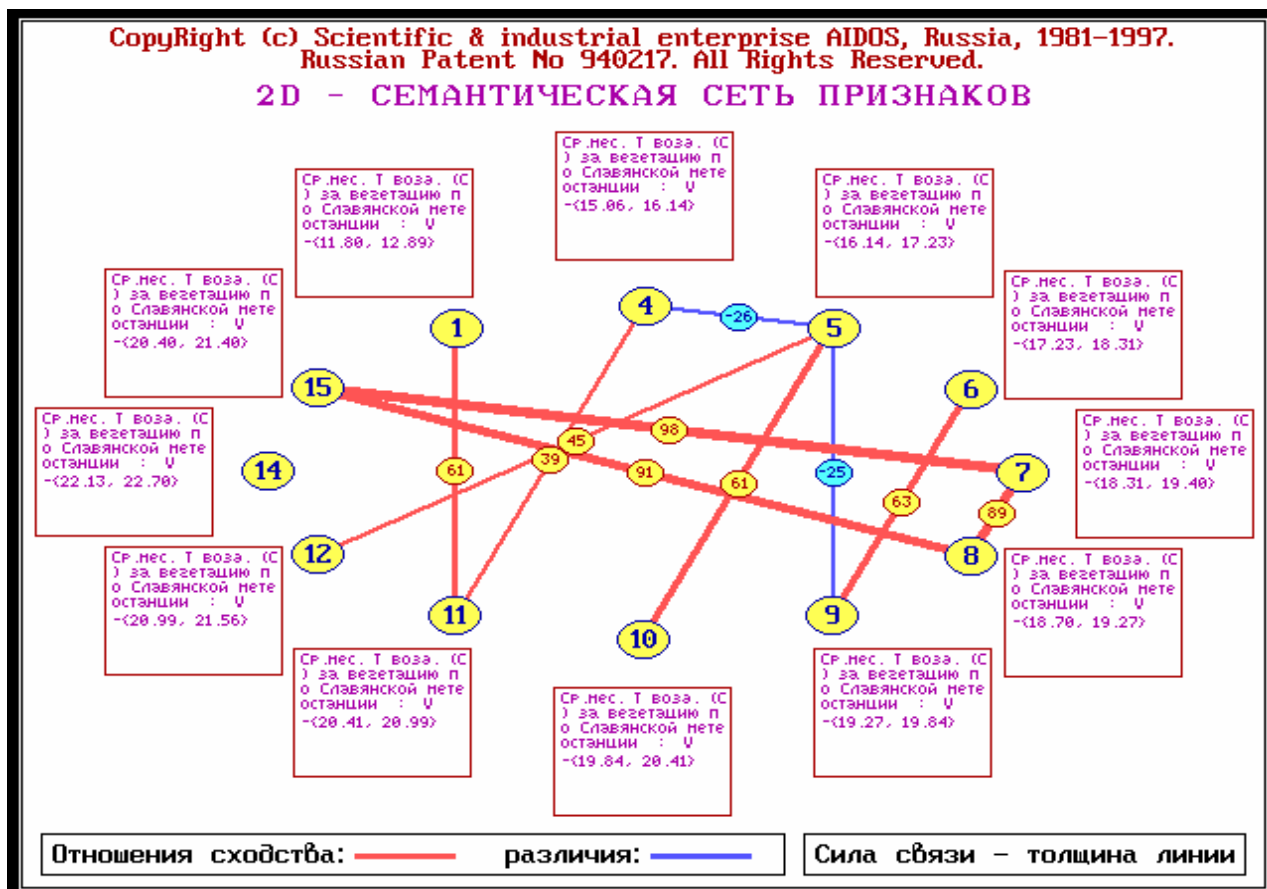 CopyRight (c) Scientific & industrial enterprise AIDOS, Russia, 1981-1997.
Russian Patent No 940217. All Rights Reserved.
2D - СЕМАНТИЧЕСКАЯ СЕТЬ ПРИЗНАКОВ
Ср.мес. Т возд. (С
) за вегетацию п
о Славянской мете
останции : V
-{15.06, 16.14}
Ср.мес. Т возд. (С
) за вегетацию п
о Славянской мете
останции : V
-{11.80, 12.89}
Ср.мес. Т возд. (С
) за вегетацию п
о Славянской мете
останции : V
-{16.14, 17.23}
Ср.мес. Т возд. (С
) за вегетацию п
о Славянской мете
останции : V
-{20.40, 21.40}
Ср.мес. Т возд. (С
) за вегетацию п
о Славянской мете
останции : V
-{17.23, 18.31}
4
-26
1
5
15
6
Ср.мес. Т возд. (С
) за вегетацию п
о Славянской мете
останции : V
-{22.13, 22.70}
Ср.мес. Т возд. (С
) за вегетацию п
о Славянской мете
останции : V
-{18.31, 19.40}
98
45
39
14
61
91
61
-25
7
63
89
12
8
Ср.мес. Т возд. (С
) за вегетацию п
о Славянской мете
останции : V
-{20.99, 21.56}
Ср.мес. Т возд. (С
) за вегетацию п
о Славянской мете
останции : V
-{18.70, 19.27}
11
10
9
Ср.мес. Т возд. (С
) за вегетацию п
о Славянской мете
останции : V
-{20.41, 20.99}
Ср.мес. Т возд. (С
) за вегетацию п
о Славянской мете
останции : V
-{19.84, 20.41}
Ср.мес. Т возд. (С
) за вегетацию п
о Славянской мете
останции : V
-{19.27, 19.84}
Отношения сходства: различия:
Сила связи - толщина линии